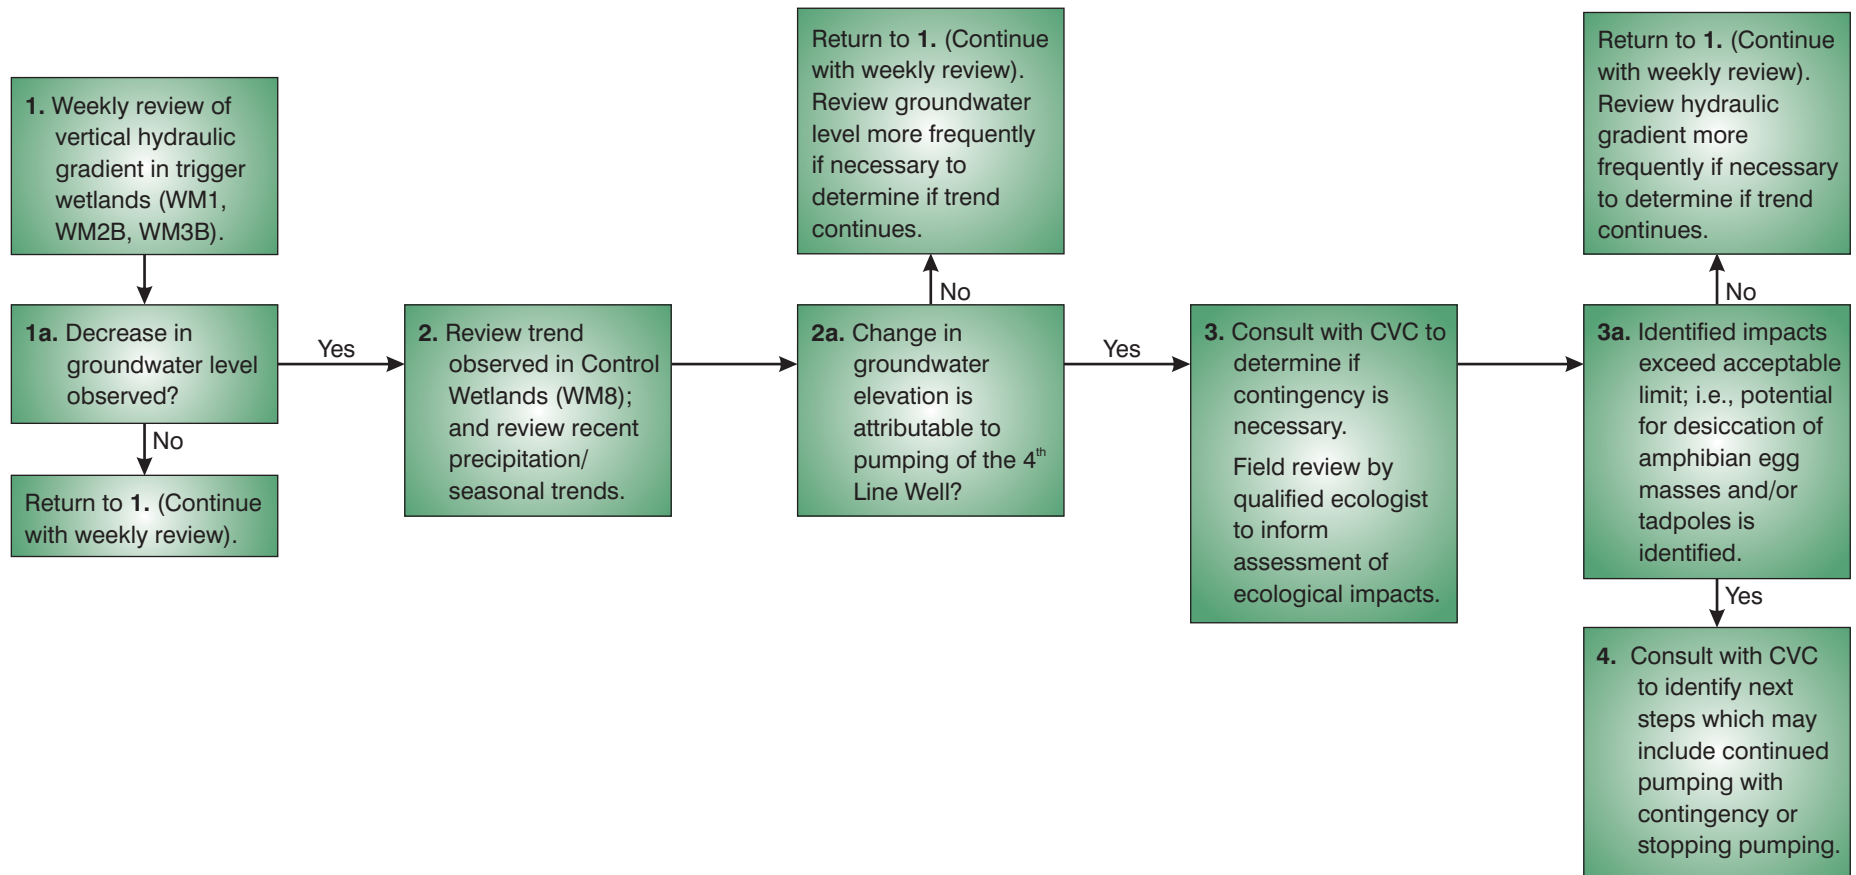 1. Weekly review of
vertical hydraulic
gradient in trigger
wetlands (WM1,
WM2B, WM3B).
1a. Decrease in
groundwater level
observed?
No
Return to 1. (Continue
with weekly review).
Yes
2. Review trend
observed in Control
Wetlands (WM8);
and review recent
precipitation/
seasonal trends.
2a. Change in
groundwater
elevation is
attributable to
pumping of the 4th
Line Well?
No
Return to 1. (Continue
with weekly review).
Review groundwater
level more frequently
if necessary to
determine if trend
continues.
Yes
3. Consult with CVC to
determine if
contingency is
necessary.
Field review by
qualified ecologist
to inform
assessment of
ecological impacts.
3a. Identified impacts
exceed acceptable
limit; i.e., potential
for desiccation of
amphibian egg
masses and/or
tadpoles is
identified.
No
Return to 1. (Continue
with weekly review).
Review hydraulic
gradient more
frequently if necessary
to determine if trend
continues.
Yes
4. Consult with CVC
to identify next
steps which may
include continued
pumping with
contingency or
stopping pumping.